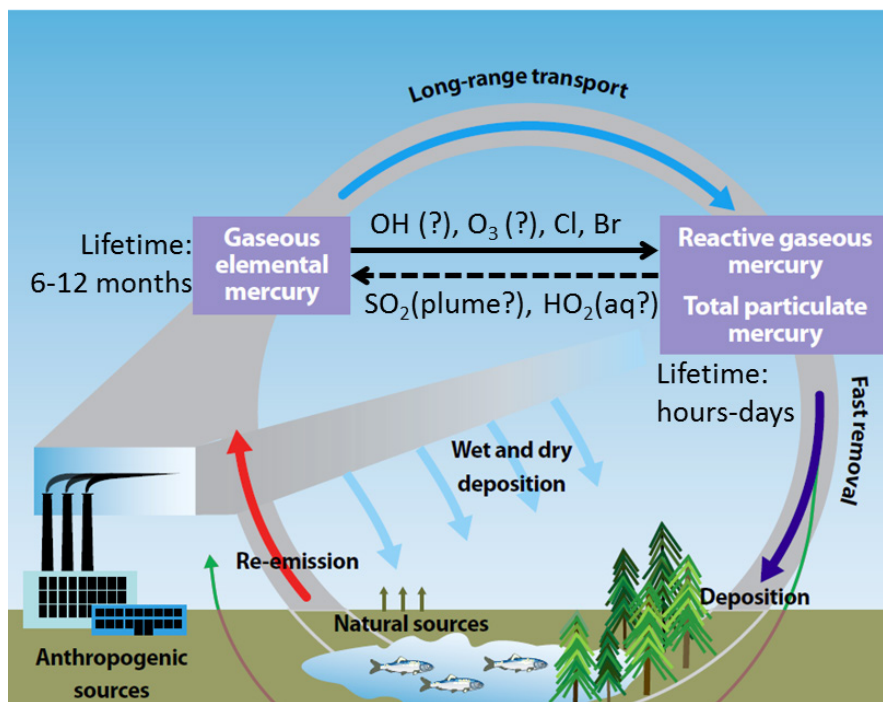 Long-range transport
Lifetime:
6-12 months
Gaseous
elemental
mercury
OH (?), O₃ (?), Cl, Br
SO₂(plume?), HO₂(aq?)
Reactive gaseous
mercury
Total particulate
mercury
Lifetime:
hours-days
Fast removal
Wet and dry
deposition
Re-emission
Natural sources
Deposition
Anthropogenic
sources